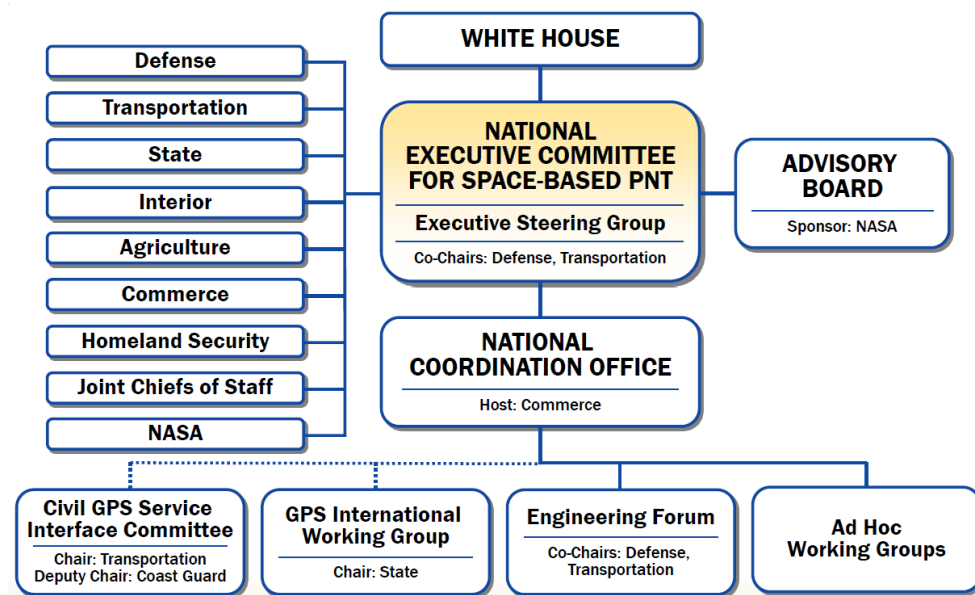 WHITE HOUSE
Defense
Transportation
State
Interior
Agriculture
Commerce
Homeland Security
Joint Chiefs of Staff
NASA
NATIONAL
EXECUTIVE COMMITTEE
FOR SPACE-BASED PNT
Executive Steering Group
Co-Chairs: Defense, Transportation
ADVISORY
BOARD
Sponsor: NASA
NATIONAL
COORDINATION OFFICE
Host: Commerce
Civil GPS Service
Interface Committee
Chair: Transportation
Deputy Chair: Coast Guard
GPS International
Working Group
Chair: State
Engineering Forum
Co-Chairs: Defense,
Transportation
Ad Hoc
Working Groups